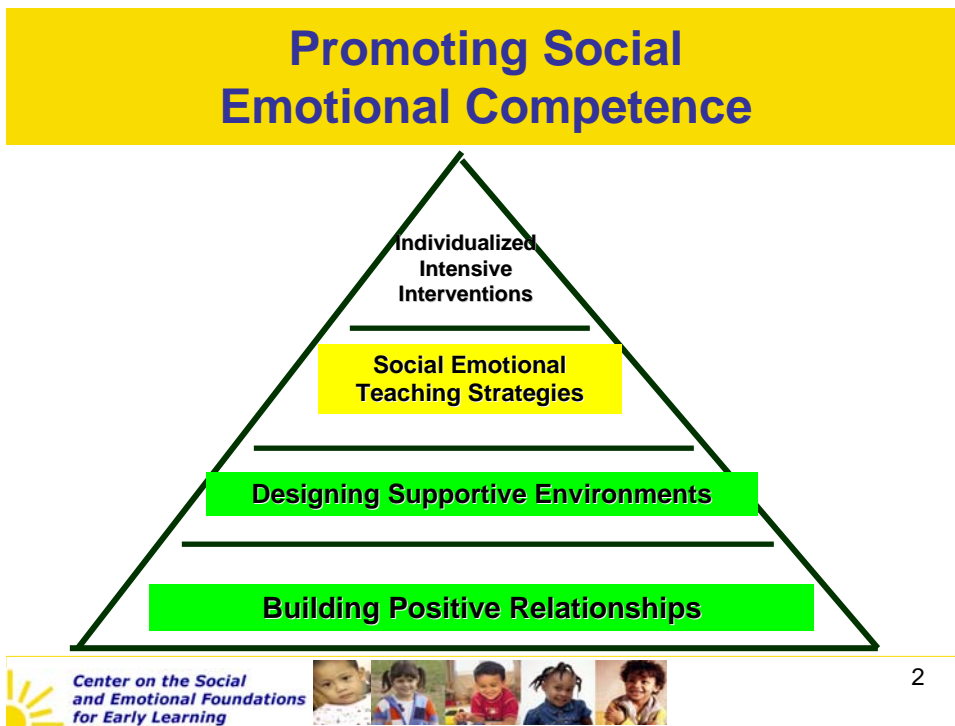 Promoting Social
Emotional Competence
Individualized
Intensive
Interventions
Social Emotional
Teaching Strategies
Designing Supportive Environments
Building Positive Relationships
Center on the Social
and Emotional Foundations
for Early Learning
2